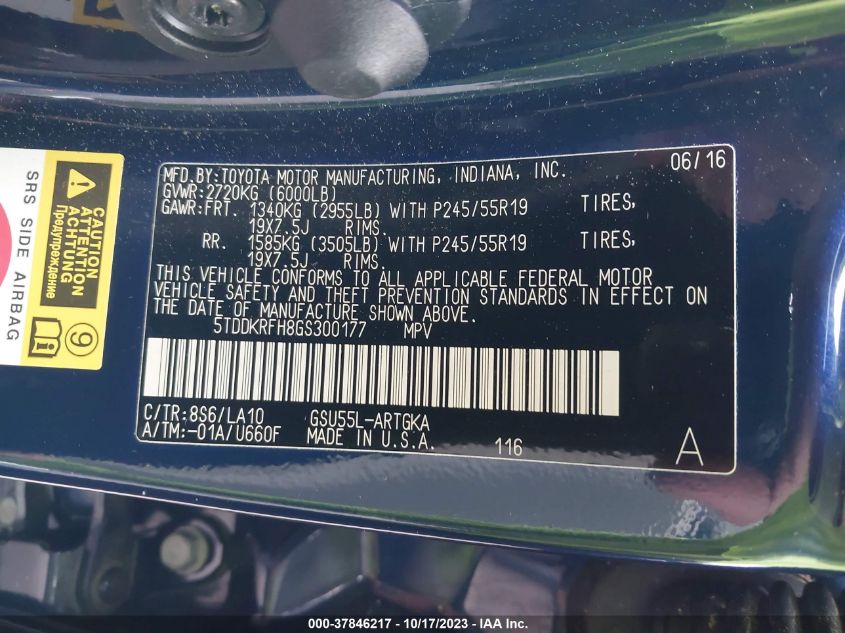 SRS SIDE AIRBAG
CAUTION
ATTENTION
ACHTUNG
Предупреждение
9
MFD.BY:TOYOTA MOTOR MANUFACTURING, INDIANA, INC. 06/16
GVWR:2720KG (6000LB)
GAWR:FRT. 1340KG (2955LB) WITH P245/55R19 TIRES,
19X7.5J RIMS.
RR. 1585KG (3505LB) WITH P245/55R19 TIRES,
19X7.5J RIMS.
THIS VEHICLE CONFORMS TO ALL APPLICABLE FEDERAL MOTOR
VEHICLE SAFETY AND THEFT PREVENTION STANDARDS IN EFFECT ON
THE DATE OF MANUFACTURE SHOWN ABOVE.
5TDDKRFH8GS300177 MPV
C/TR:8S6/LA10 GSU55L-ARTGKA
A/TM:-01A/U660F MADE IN U.S.A. 116 A
000-37846217 - 10/17/2023 - IAA Inc.